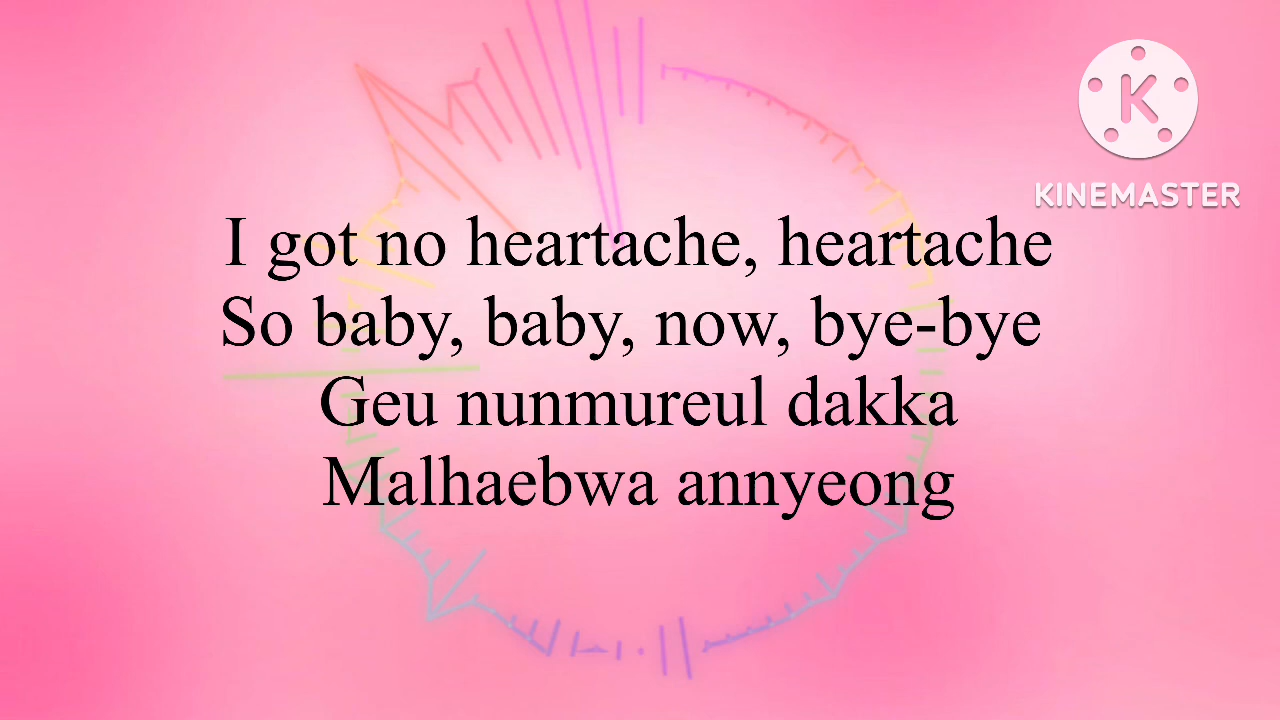 KINEMASTER
I got no heartache, heartache
So baby, baby, now, bye-bye
Geu nunmureul dakka
Malhaebwa annyeong